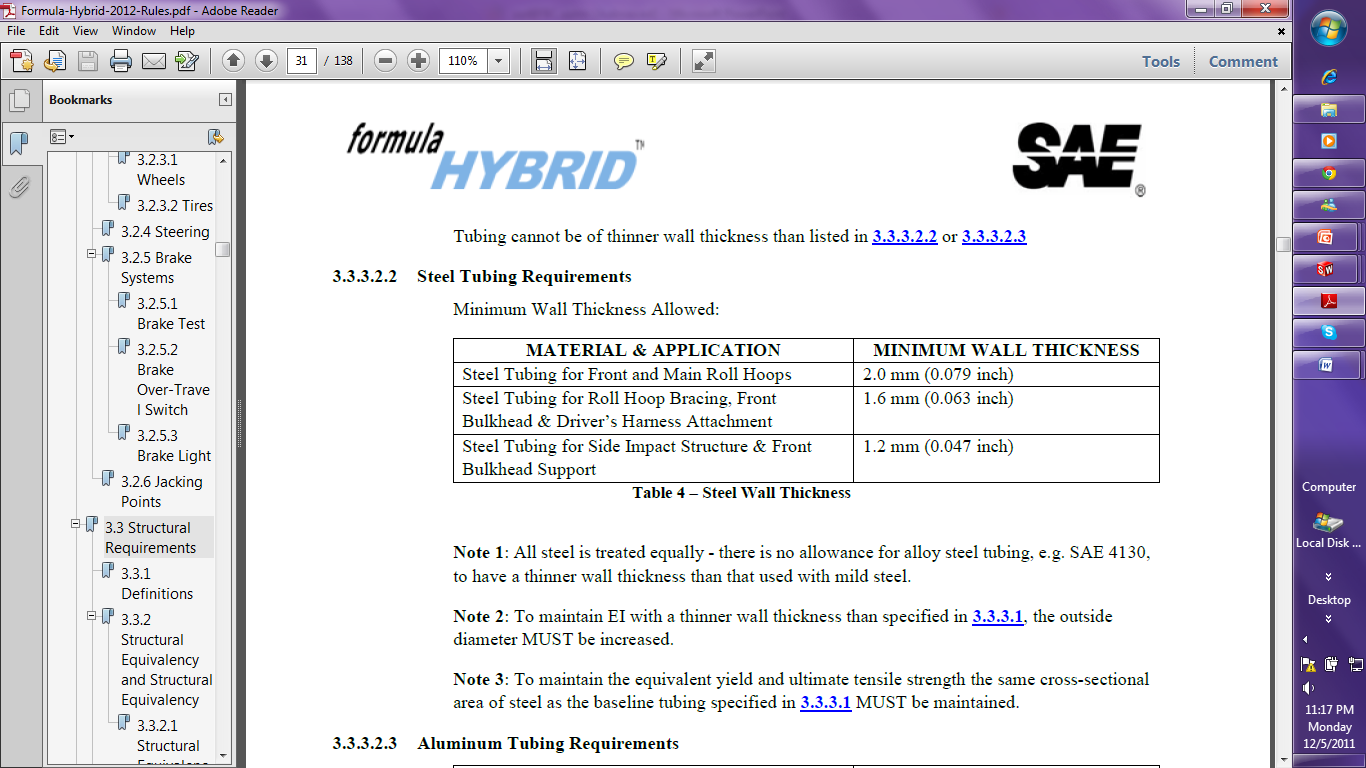 Formula-Hybrid-2012-Rules.pdf - Adobe Reader
File Edit View Window Help
31 / 138
110%
Tools
Comment
Bookmarks
3.2.3.1
Wheels
3.2.3.2 Tires
3.2.4 Steering
3.2.5 Brake
Systems
3.2.5.1
Brake Test
3.2.5.2
Brake
Over-Trave
l Switch
3.2.5.3
Brake Light
3.2.6 Jacking
Points
3.3 Structural
Requirements
3.3.1
Definitions
3.3.2
Structural
Equivalency
and Structural
Equivalency
3.3.2.1
Structural
formula
HYBRID TM
SAE ®
Tubing cannot be of thinner wall thickness than listed in 3.3.3.2.2 or 3.3.3.2.3
3.3.3.2.2 Steel Tubing Requirements
Minimum Wall Thickness Allowed:
MATERIAL & APPLICATION MINIMUM WALL THICKNESS
Steel Tubing for Front and Main Roll Hoops 2.0 mm (0.079 inch)
Steel Tubing for Roll Hoop Bracing, Front 1.6 mm (0.063 inch)
Bulkhead & Driver’s Harness Attachment
Steel Tubing for Side Impact Structure & Front 1.2 mm (0.047 inch)
Bulkhead Support
Table 4 – Steel Wall Thickness
Note 1: All steel is treated equally - there is no allowance for alloy steel tubing, e.g. SAE 4130,
to have a thinner wall thickness than that used with mild steel.
Note 2: To maintain EI with a thinner wall thickness than specified in 3.3.3.1, the outside
diameter MUST be increased.
Note 3: To maintain the equivalent yield and ultimate tensile strength the same cross-sectional
area of steel as the baseline tubing specified in 3.3.3.1 MUST be maintained.
3.3.3.2.3 Aluminum Tubing Requirements
Computer
Local Disk ...
Desktop
11:17 PM
Monday
12/5/2011